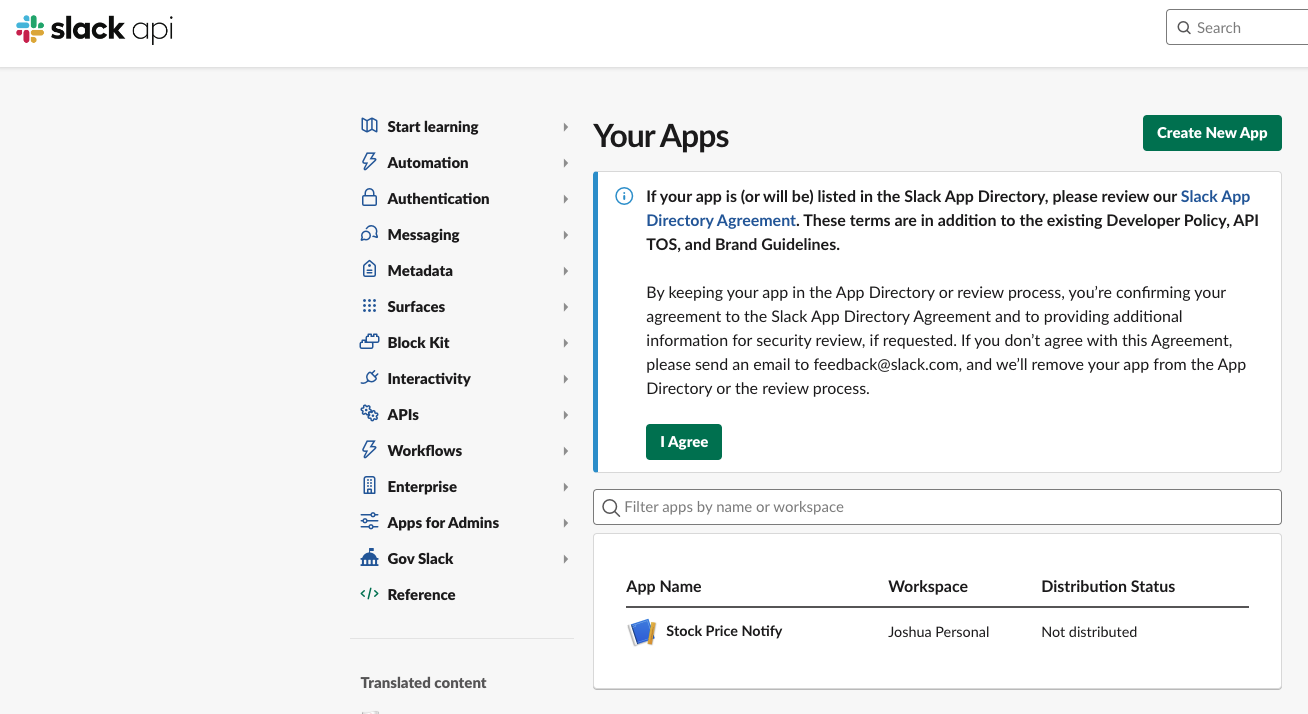 slack api
Search
Start learning
Automation
Authentication
Messaging
Metadata
Surfaces
Block Kit
Interactivity
APIs
Workflows
Enterprise
Apps for Admins
Gov Slack
Reference
Translated content
Your Apps
Create New App
If your app is (or will be) listed in the Slack App Directory, please review our Slack App
Directory Agreement. These terms are in addition to the existing Developer Policy, API
TOS, and Brand Guidelines.
By keeping your app in the App Directory or review process, you’re confirming your
agreement to the Slack App Directory Agreement and to providing additional
information for security review, if requested. If you don’t agree with this Agreement,
please send an email to feedback@slack.com, and we’ll remove your app from the App
Directory or the review process.
I Agree
Filter apps by name or workspace
App Name Workspace Distribution Status
Stock Price Notify Joshua Personal Not distributed